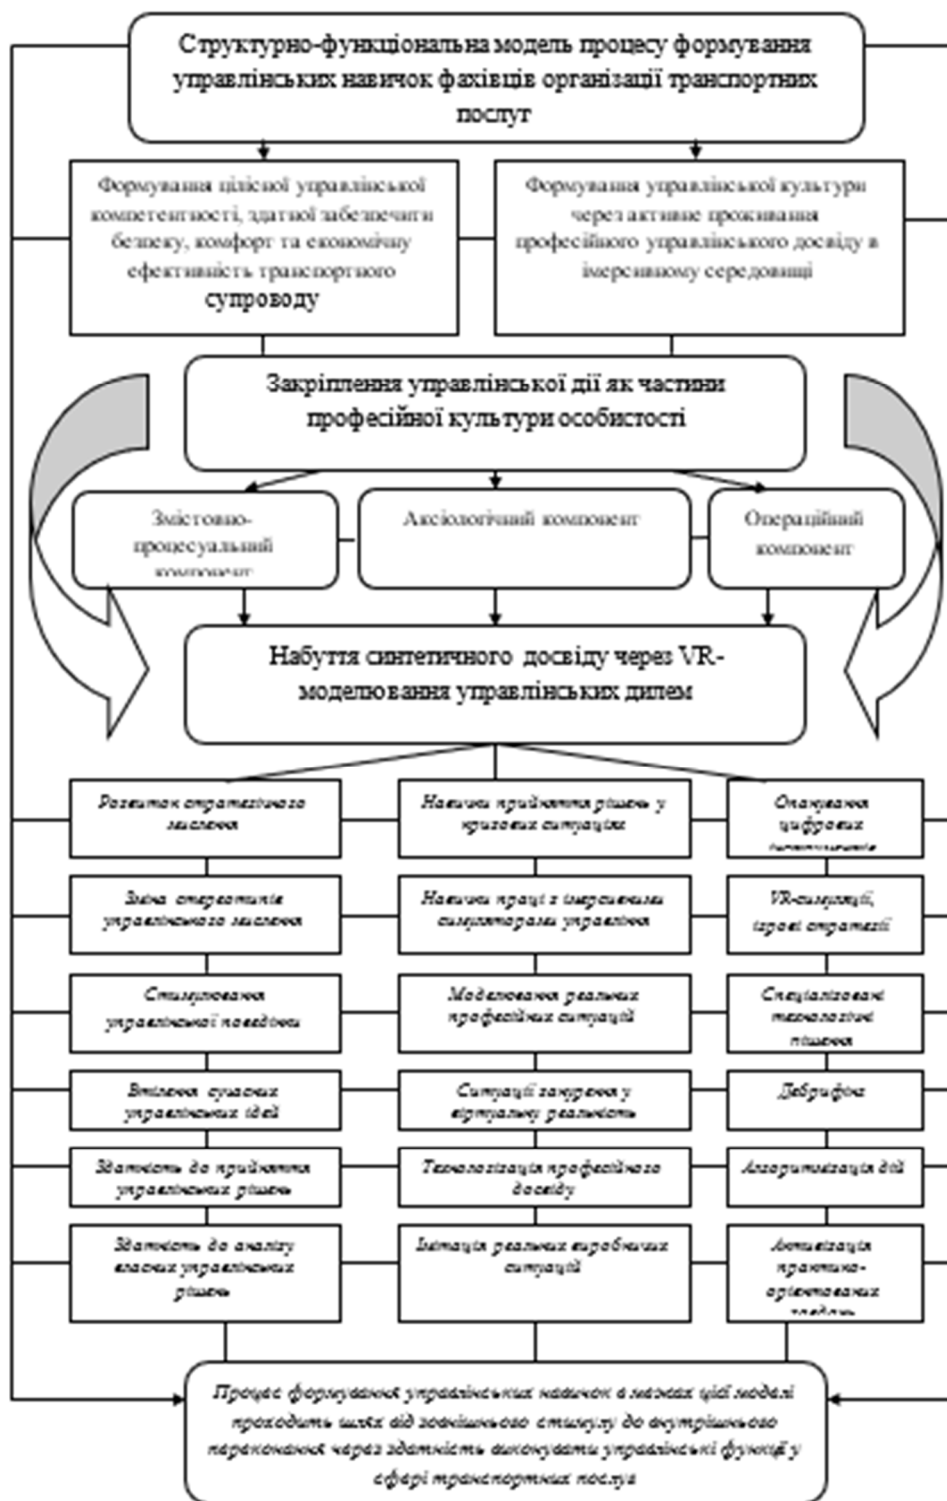 Структурно-функціональна модель процесу формування
управлінських навичок фахівців організації транспортних
послуг
Формування цілісної управлінської
компетентності, здатної забезпечити
безпеку, комфорт та економічну
ефективність транспортного
супроводу
Формування управлінської культури
через активне проживання
професійного управлінського досвіду в
імерсивному середовищі
Закріплення управлінської дії як частини
професійної культури особистості
Змістовно-
процесуальний
компонент
Аксіологічний компонент
Операційний
компонент
Набуття синтетичного досвіду через VR-
моделювання управлінських дилем
Розвиток стратегічного
мислення
Навички прийняття рішень у
кризових ситуаціях
Опанування
цифрових
інструментів
Зміна стереотипів
управлінського мислення
Навички праці з імерсивними
симуляторами управління
VR-симуляції,
ігрові стратегії
Стимулювання
управлінської поведінки
Моделювання реальних
професійних ситуацій
Спеціалізовані
технологічні
рішення
Втілення сучасних
управлінських ідей
Ситуації занурення у
віртуальну реальність
Дебрифінг
Здатність до прийняття
управлінських рішень
Технологізація професійного
досвіду
Алгоритмізація дій
Здатність до аналізу
власних управлінських
рішень
Імітація реальних виробничих
ситуацій
Активізація
практико-
орієнтованих
завдань
Процес формування управлінських навичок в межах цієї моделі
проходить шлях від зовнішнього стимулу до внутрішнього
переконання через здатність виконувати управлінські функції у
сфері транспортних послуг